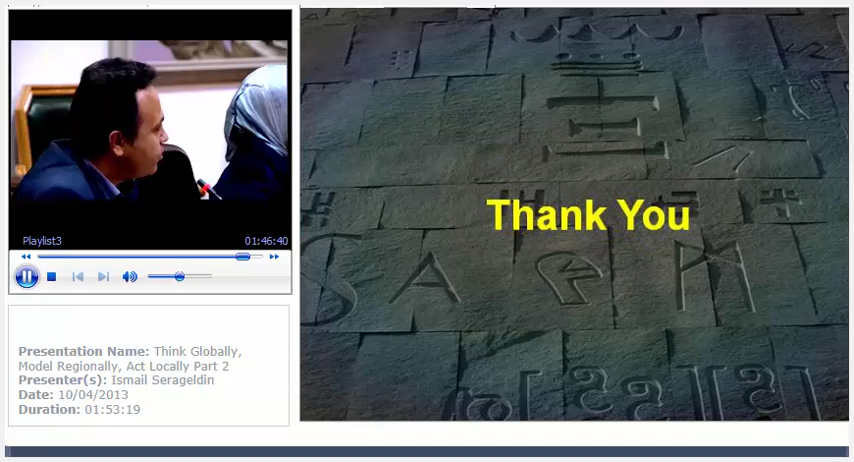 Playlist3 01:46:40
Thank You
Presentation Name: Think Globally,
Model Regionally, Act Locally Part 2
Presenter(s): Ismail Serageldin
Date: 10/04/2013
Duration: 01:53:19